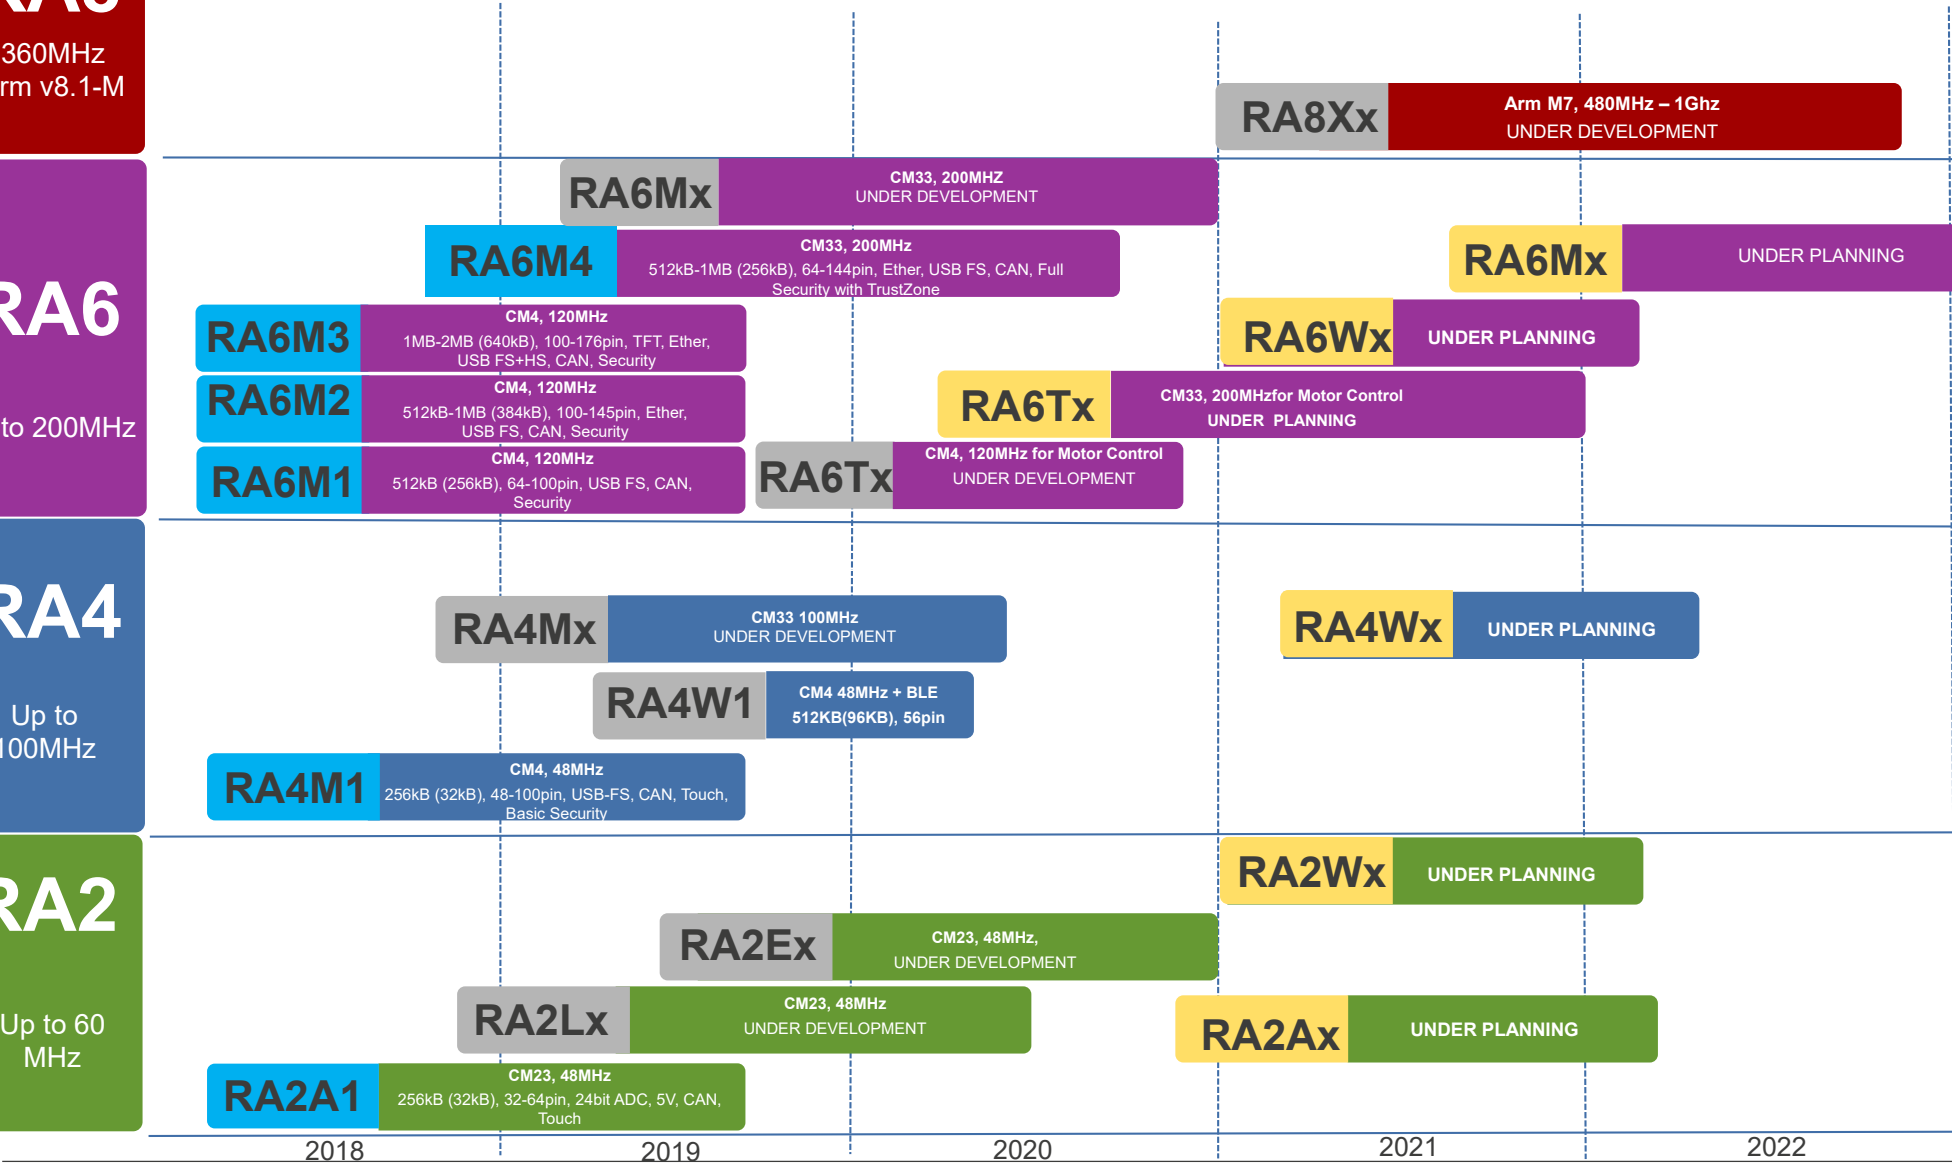 360MHz
rm v8.1-M
RA8Xx
Arm M7, 480MHz – 1Ghz
UNDER DEVELOPMENT
RA6
to 200MHz
RA6Mx
CM33, 200MHZ
UNDER DEVELOPMENT
RA6M4
CM33, 200MHz
512kB-1MB (256kB), 64-144pin, Ether, USB FS, CAN, Full
Security with TrustZone
RA6Mx
UNDER PLANNING
RA6M3
CM4, 120MHz
1MB-2MB (640kB), 100-176pin, TFT, Ether,
USB FS+HS, CAN, Security
RA6Wx
UNDER PLANNING
RA6M2
CM4, 120MHz
512kB-1MB (384kB), 100-145pin, Ether,
USB FS, CAN, Security
RA6Tx
CM33, 200MHzfor Motor Control
UNDER PLANNING
RA6M1
CM4, 120MHz
512kB (256kB), 64-100pin, USB FS, CAN,
Security
RA6Tx
CM4, 120MHz for Motor Control
UNDER DEVELOPMENT
RA4
Up to
100MHz
RA4Mx
CM33 100MHz
UNDER DEVELOPMENT
RA4Wx
UNDER PLANNING
RA4W1
CM4 48MHz + BLE
512KB(96KB), 56pin
RA4M1
CM4, 48MHz
256kB (32kB), 48-100pin, USB-FS, CAN, Touch,
Basic Security
RA2
Up to 60
MHz
RA2Wx
UNDER PLANNING
RA2Ex
CM23, 48MHz,
UNDER DEVELOPMENT
RA2Lx
CM23, 48MHz
UNDER DEVELOPMENT
RA2Ax
UNDER PLANNING
RA2A1
CM23, 48MHz
256kB (32kB), 32-64pin, 24bit ADC, 5V, CAN,
Touch
2018
2019
2020
2021
2022